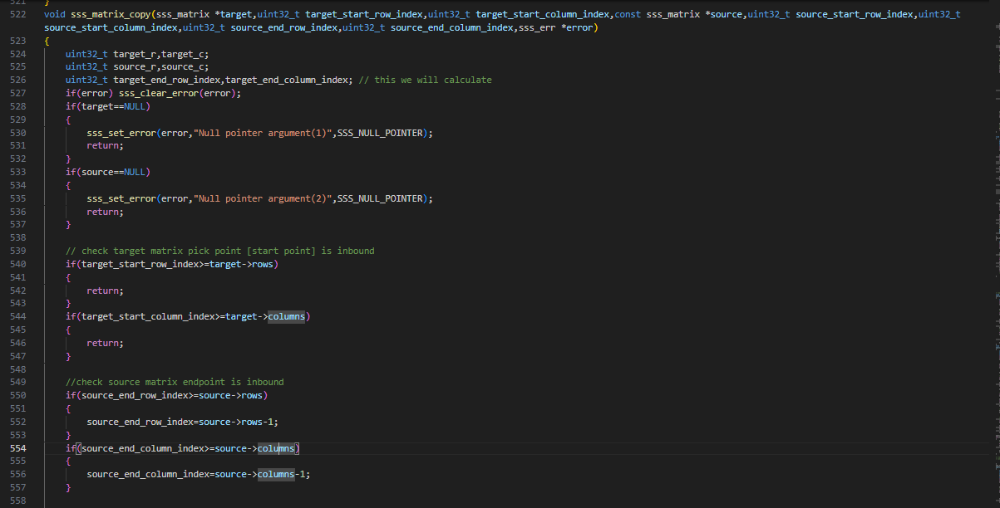 521 }
522 void sss_matrix_copy(sss_matrix *target,uint32_t target_start_row_index,uint32_t target_start_column_index,const sss_matrix *source,uint32_t source_start_row_index,uint32_t
source_start_column_index,uint32_t source_end_row_index,uint32_t source_end_column_index,sss_err *error)
523 {
524 uint32_t target_r,target_c;
525 uint32_t source_r,source_c;
526 uint32_t target_end_row_index,target_end_column_index; // this we will calculate
527 if(error) sss_clear_error(error);
528 if(target==NULL)
529 {
530 sss_set_error(error,"Null pointer argument(1)",SSS_NULL_POINTER);
531 return;
532 }
533 if(source==NULL)
534 {
535 sss_set_error(error,"Null pointer argument(2)",SSS_NULL_POINTER);
536 return;
537 }
538
539 // check target matrix pick point [start point] is inbound
540 if(target_start_row_index>=target->rows)
541 {
542 return;
543 }
544 if(target_start_column_index>=target->columns)
545 {
546 return;
547 }
548
549 //check source matrix endpoint is inbound
550 if(source_end_row_index>=source->rows)
551 {
552 source_end_row_index=source->rows-1;
553 }
554 if(source_end_column_index>=source->columns)
555 {
556 source_end_column_index=source->columns-1;
557 }
558